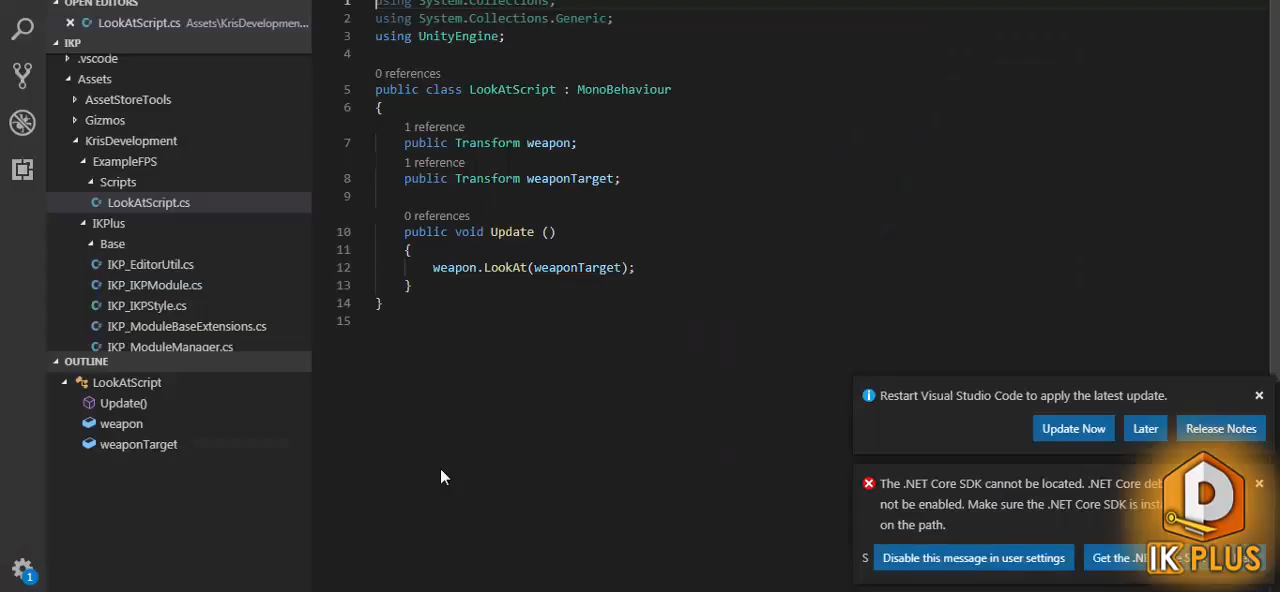 OPEN EDITORS
LookAtScript.cs Assets\KrisDevelopmen...
IKP
.vscode
Assets
AssetStoreTools
Gizmos
KrisDevelopment
ExampleFPS
Scripts
LookAtScript.cs
IKPlus
Base
IKP_EditorUtil.cs
IKP_IKPModule.cs
IKP_IKPStyle.cs
IKP_ModuleBaseExtensions.cs
IKP_ModuleManager.cs
OUTLINE
LookAtScript
Update()
weapon
weaponTarget
1
1 using System.Collections;
2 using System.Collections.Generic;
3 using UnityEngine;
4
0 references
5 public class LookAtScript : MonoBehaviour
6 {
1 reference
7 public Transform weapon;
1 reference
8 public Transform weaponTarget;
9
0 references
10 public void Update ()
11 {
12 weapon.LookAt(weaponTarget);
13 }
14 }
15
Restart Visual Studio Code to apply the latest update.
Update Now Later Release Notes
The .NET Core SDK cannot be located. .NET Core de
not be enabled. Make sure the .NET Core SDK is inst
on the path.
S Disable this message in user settings Get the .N
IK PLUS